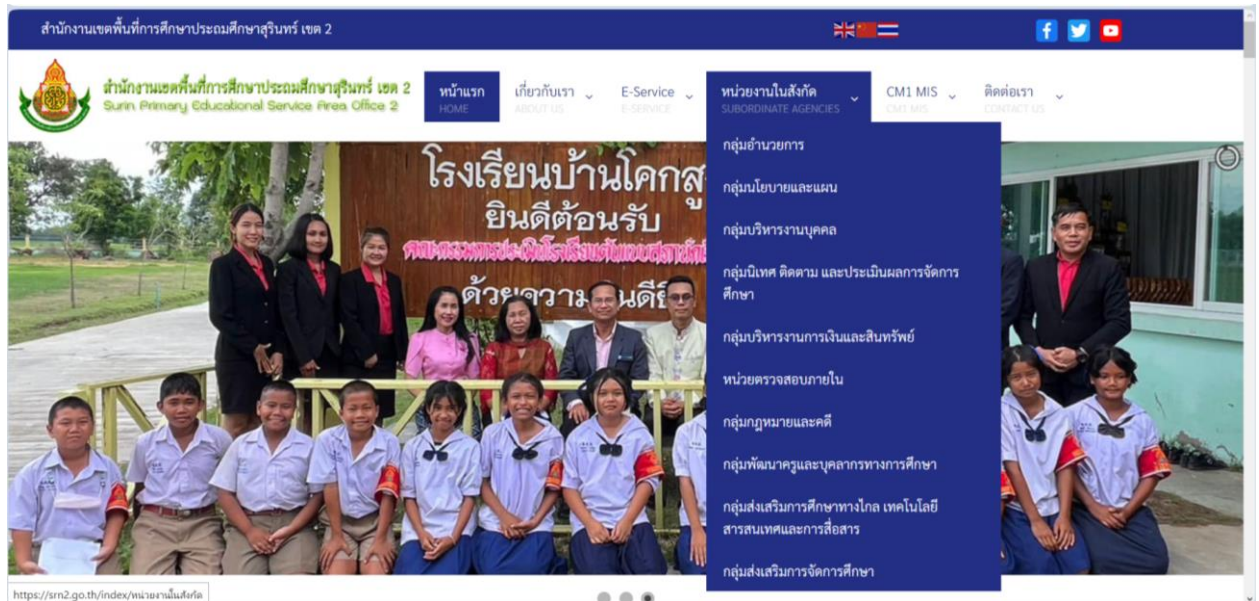 สำนักงานเขตพื้นที่การศึกษาประถมศึกษาสุรินทร์ เขต 2
สำนักงานเขตพื้นที่การศึกษาประถมศึกษาสุรินทร์ เขต 2
Surin Primary Educational Service Area Office 2
หน้าแรก
HOME
เกี่ยวกับเรา
ABOUT US
E-Service
E-SERVICE
หน่วยงานในสังกัด
SUBORDINATE AGENCIES
CM1 MIS
CM1 MIS
ติดต่อเรา
CONTACT US
กลุ่มอำนวยการ
กลุ่มนโยบายและแผน
กลุ่มบริหารงานบุคคล
กลุ่มนิเทศ ติดตาม และประเมินผลการจัดการ
ศึกษา
กลุ่มบริหารงานการเงินและสินทรัพย์
หน่วยตรวจสอบภายใน
กลุ่มกฎหมายและคดี
กลุ่มพัฒนาครูและบุคลากรทางการศึกษา
กลุ่มส่งเสริมการศึกษาทางไกล เทคโนโลยี
สารสนเทศและการสื่อสาร
กลุ่มส่งเสริมการจัดการศึกษา
โรงเรียนบ้านโคกสู
ยินดีต้อนรับ
ด้วยความ
https://srn2.go.th/index/หน่วยงานในสังกัด